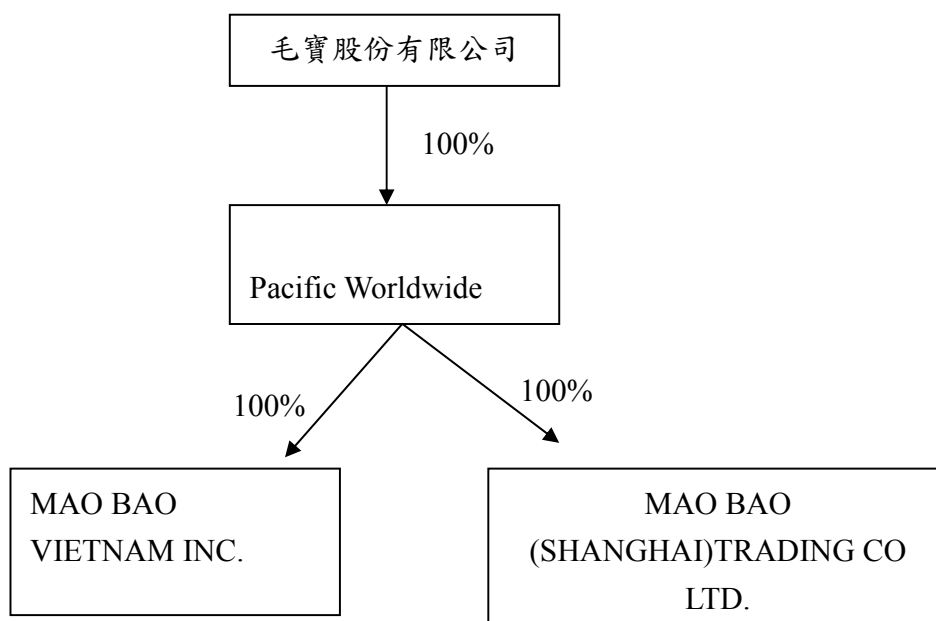 毛寶股份有限公司
100%
Pacific Worldwide
100%
100%
MAO BAO
VIETNAM INC.
MAO BAO
(SHANGHAI)TRADING CO
LTD.